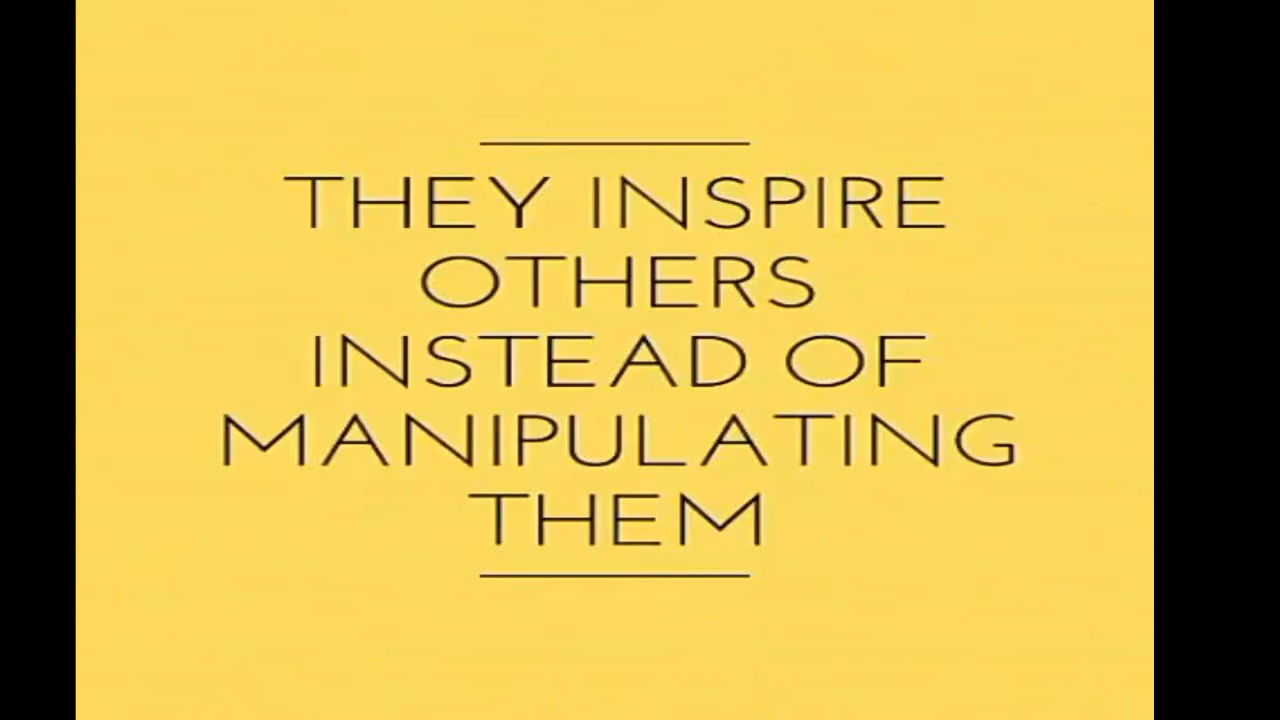 THEY INSPIRE
OTHERS
INSTEAD OF
MANIPULATING
THEM